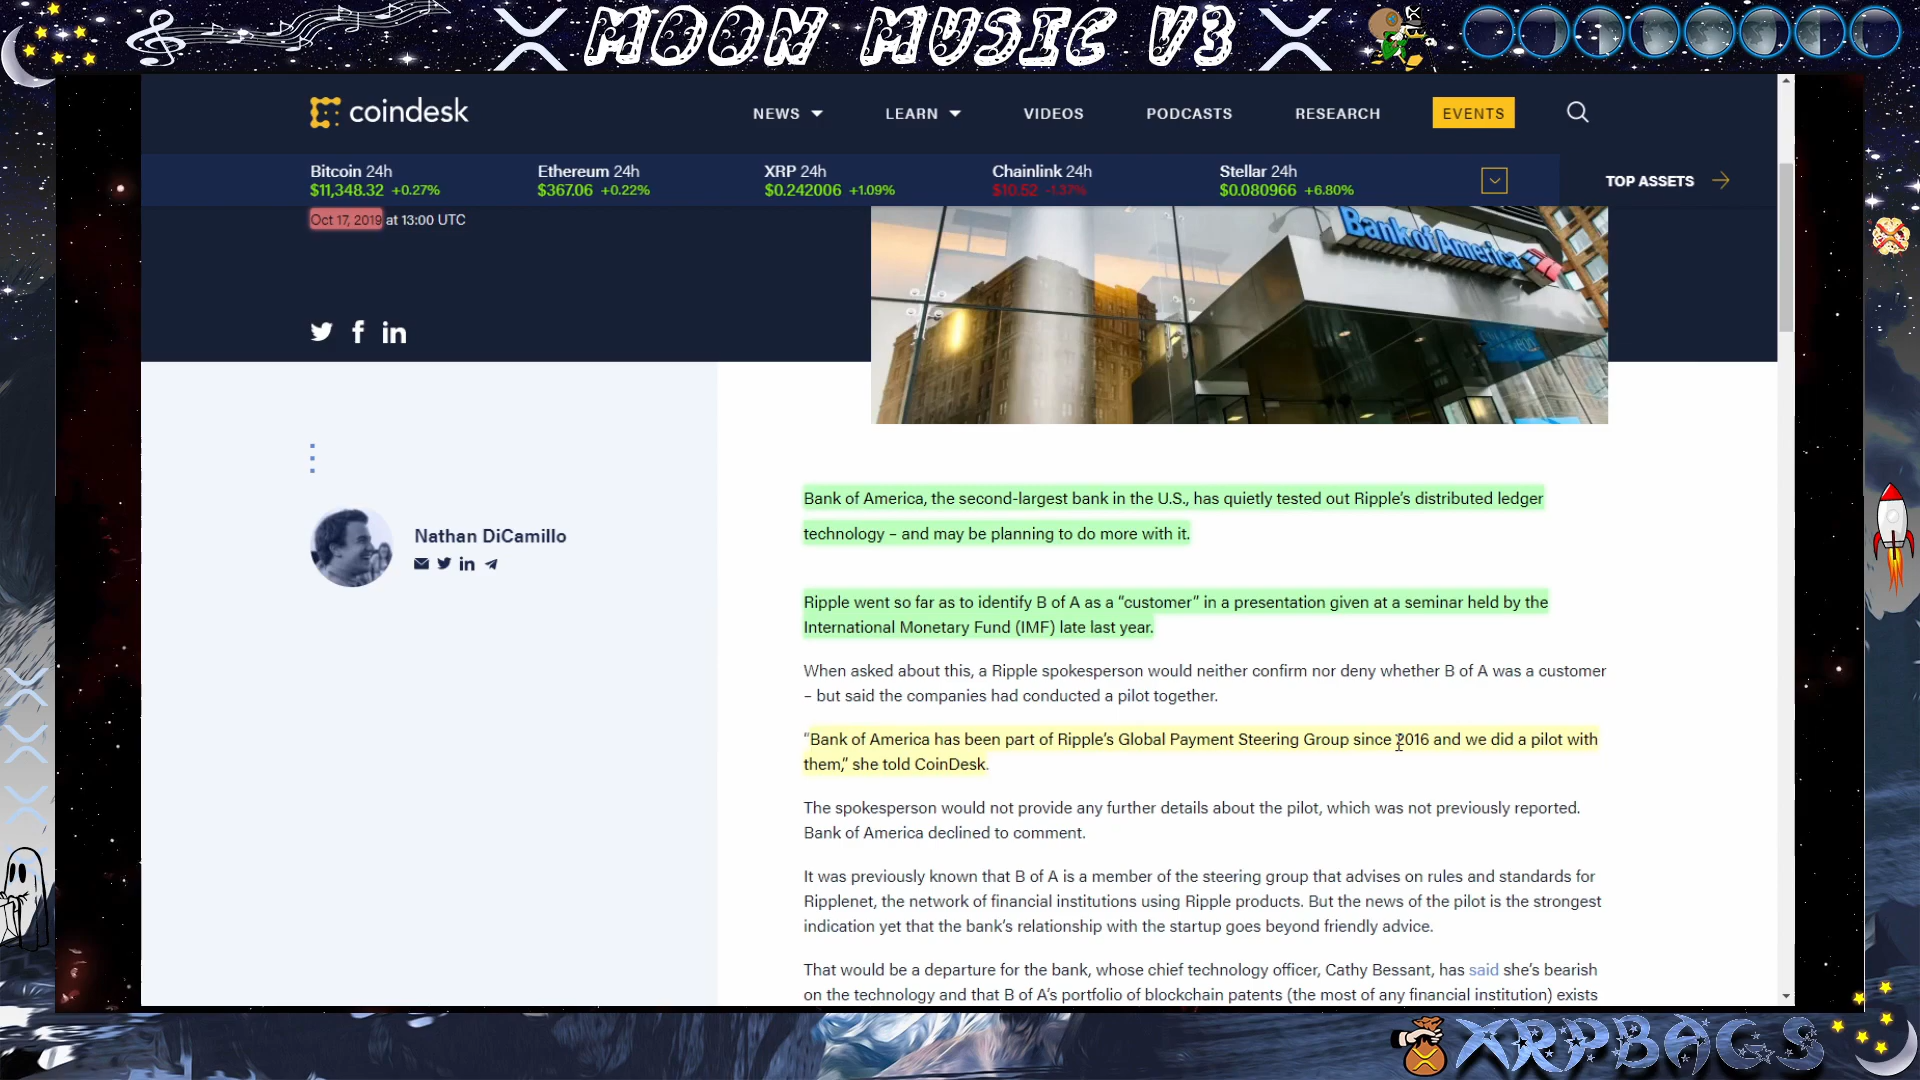 MOON MUSIC V3
coindesk
NEWS LEARN VIDEOS PODCASTS RESEARCH EVENTS
Bitcoin 24h Ethereum 24h XRP 24h Chainlink 24h Stellar 24h
$11,348.32 +0.27% $367.06 +0.22% $0.242006 +1.09% $10.52 -1.37% $0.080966 +6.80%
TOP ASSETS
Oct 17, 2019 at 13:00 UTC
Bank of America
Nathan DiCamillo
Bank of America, the second-largest bank in the U.S., has quietly tested out Ripple’s distributed ledger
technology – and may be planning to do more with it.
Ripple went so far as to identify B of A as a “customer” in a presentation given at a seminar held by the
International Monetary Fund (IMF) late last year.
When asked about this, a Ripple spokesperson would neither confirm nor deny whether B of A was a customer
– but said the companies had conducted a pilot together.
“Bank of America has been part of Ripple’s Global Payment Steering Group since 2016 and we did a pilot with
them,” she told CoinDesk.
The spokesperson would not provide any further details about the pilot, which was not previously reported.
Bank of America declined to comment.
It was previously known that B of A is a member of the steering group that advises on rules and standards for
Ripplenet, the network of financial institutions using Ripple products. But the news of the pilot is the strongest
indication yet that the bank’s relationship with the startup goes beyond friendly advice.
That would be a departure for the bank, whose chief technology officer, Cathy Bessant, has said she’s bearish
on the technology and that B of A’s portfolio of blockchain patents (the most of any financial institution) exists
XRPBAGS